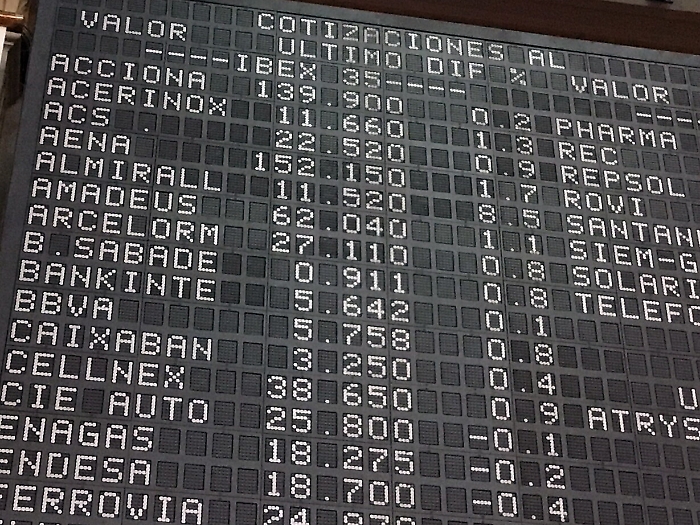 COTIZACIONES AL
VALOR ULTIMO DIF % VALOR
----IBEX 35---- ---
ACCIONA 139.900 0.2 PHARMA
ACERINOX 11.660 1.3 REC
ACS 22.520 0.9 REPSOL
AENA 152.150 1.7 ROVI
ALMIRALL 11.520 8.5 SANTAN
AMADEUS 62.040 1.1 SIEM-G
ARCELORM 27.110 0.8 SOLARI
B.SABADE 0.911 0.8 TELEFO
BANKINTE 5.642 0.1
BBVA 5.758 0.8
CAIXABAN 3.250 0.4
CELLNEX 38.650 0.9 ATRYS
CIE AUTO 25.800 -0.1
ENAGAS 18.275 -0.2
ENDESA 18.700 -0.4
FERROVIA